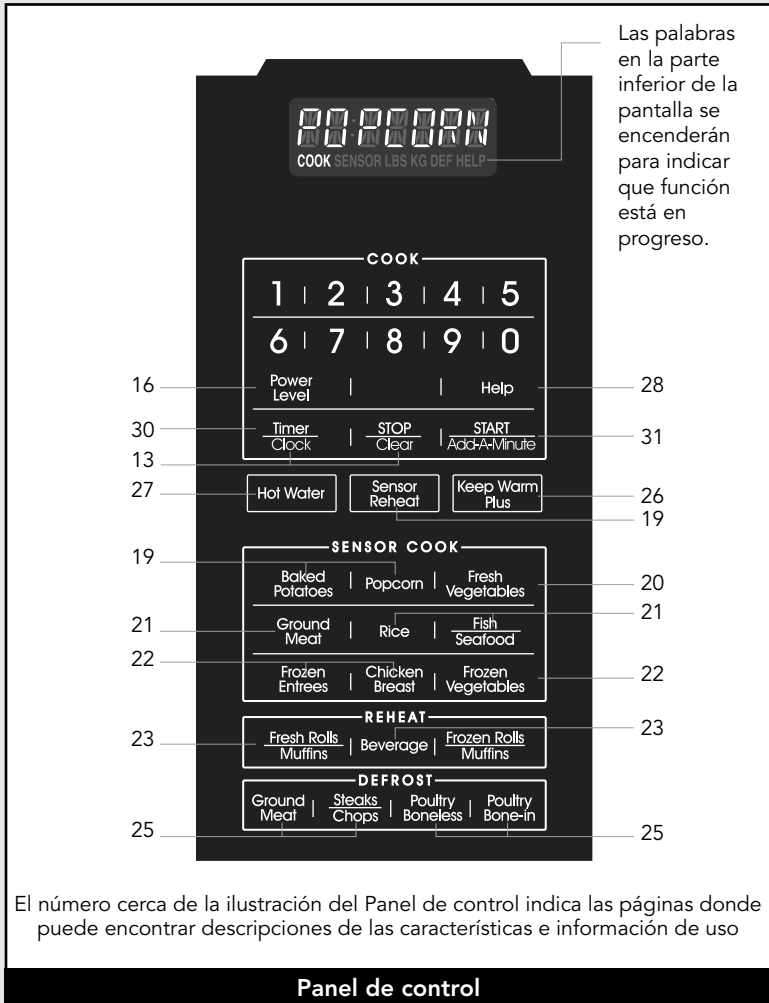 Las palabras
en la parte
inferior de la
pantalla se
encenderán
para indicar
que función
está en
progreso.
POPCORN
COOK SENSOR LBS KG DEF HELP
COOK
1 2 3 4 5
6 7 8 9 0
16 Power Level Help 28
30 Timer Clock STOP Clear START Add-A-Minute 31
13
27 Hot Water Sensor Reheat Keep Warm Plus 26
19
SENSOR COOK
19 Baked Potatoes Popcorn Fresh Vegetables 20
21 Ground Meat Rice Fish Seafood 21
22 Frozen Entrees Chicken Breast Frozen Vegetables 22
REHEAT
23 Fresh Rolls Muffins Beverage Frozen Rolls Muffins 23
DEFROST
25 Ground Meat Steaks Chops Poultry Boneless Poultry Bone-in 25
El número cerca de la ilustración del Panel de control indica las páginas donde
puede encontrar descripciones de las características e información de uso
Panel de control